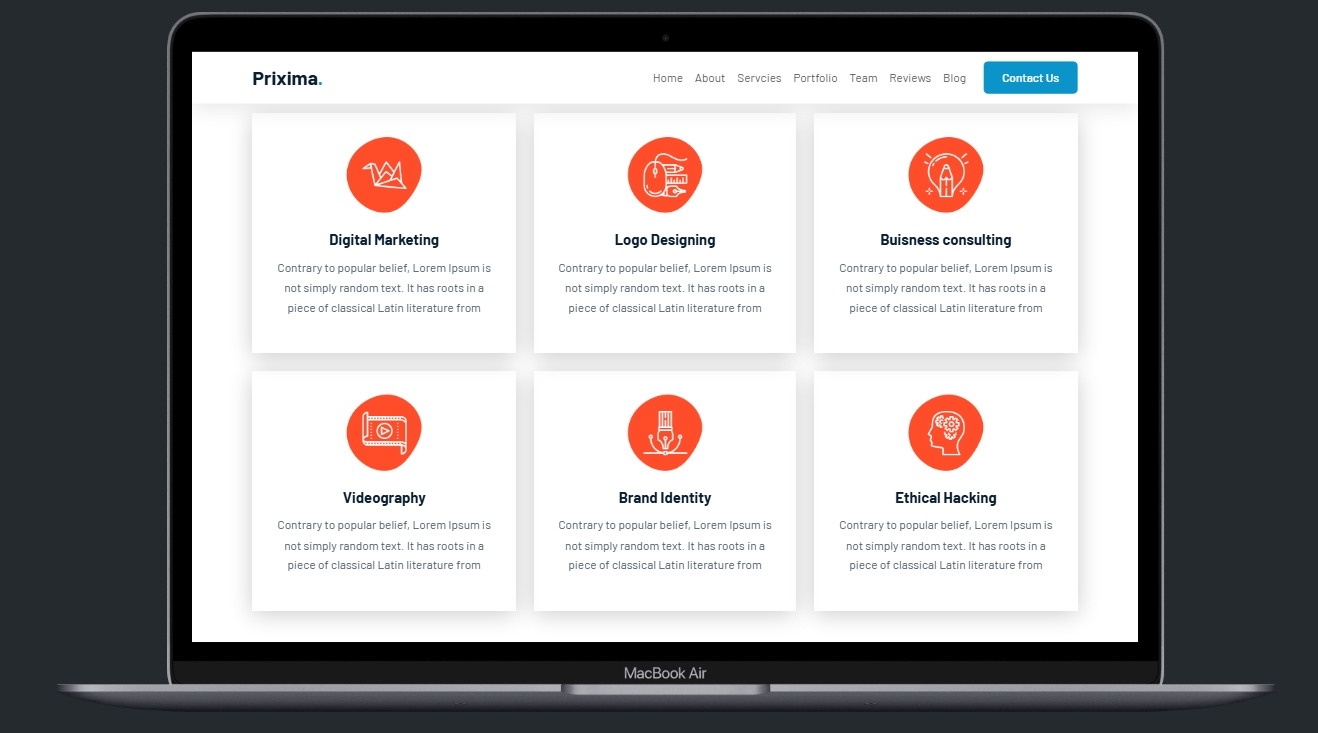 Prixima.
Home About Servcies Portfolio Team Reviews Blog Contact Us
Digital Marketing
Contrary to popular belief, Lorem Ipsum is
not simply random text. It has roots in a
piece of classical Latin literature from
Logo Designing
Contrary to popular belief, Lorem Ipsum is
not simply random text. It has roots in a
piece of classical Latin literature from
Buisness consulting
Contrary to popular belief, Lorem Ipsum is
not simply random text. It has roots in a
piece of classical Latin literature from
Videography
Contrary to popular belief, Lorem Ipsum is
not simply random text. It has roots in a
piece of classical Latin literature from
Brand Identity
Contrary to popular belief, Lorem Ipsum is
not simply random text. It has roots in a
piece of classical Latin literature from
Ethical Hacking
Contrary to popular belief, Lorem Ipsum is
not simply random text. It has roots in a
piece of classical Latin literature from
MacBook Air